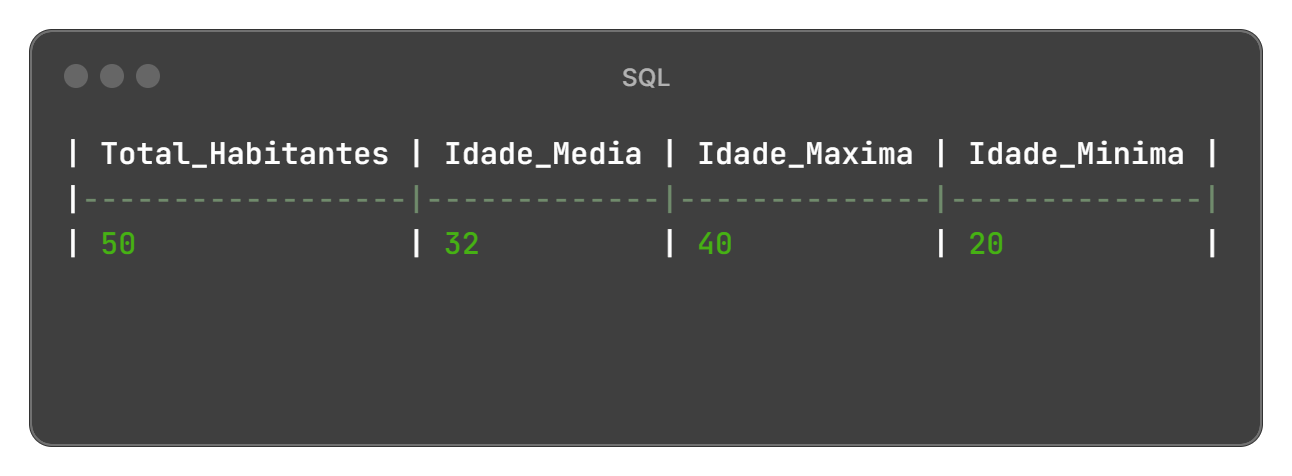 SQL
| Total_Habitantes | Idade_Media | Idade_Maxima | Idade_Minima |
|------------------|-------------|--------------|--------------|
| 50               | 32          | 40           | 20           |